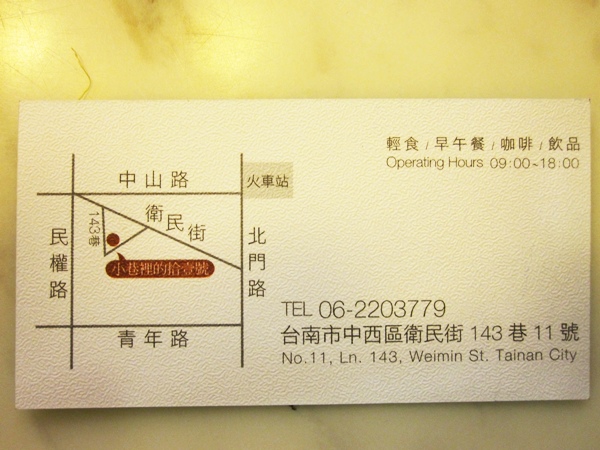 輕食 / 早午餐 / 咖啡 / 飲品
Operating Hours 09:00~18:00
中山路
火車站
衛民街
143巷
民權路
北門路
小巷裡的拾壹號
青年路
TEL 06-2203779
台南市中西區衛民街 143 巷 11 號
No.11, Ln. 143, Weimin St. Tainan City